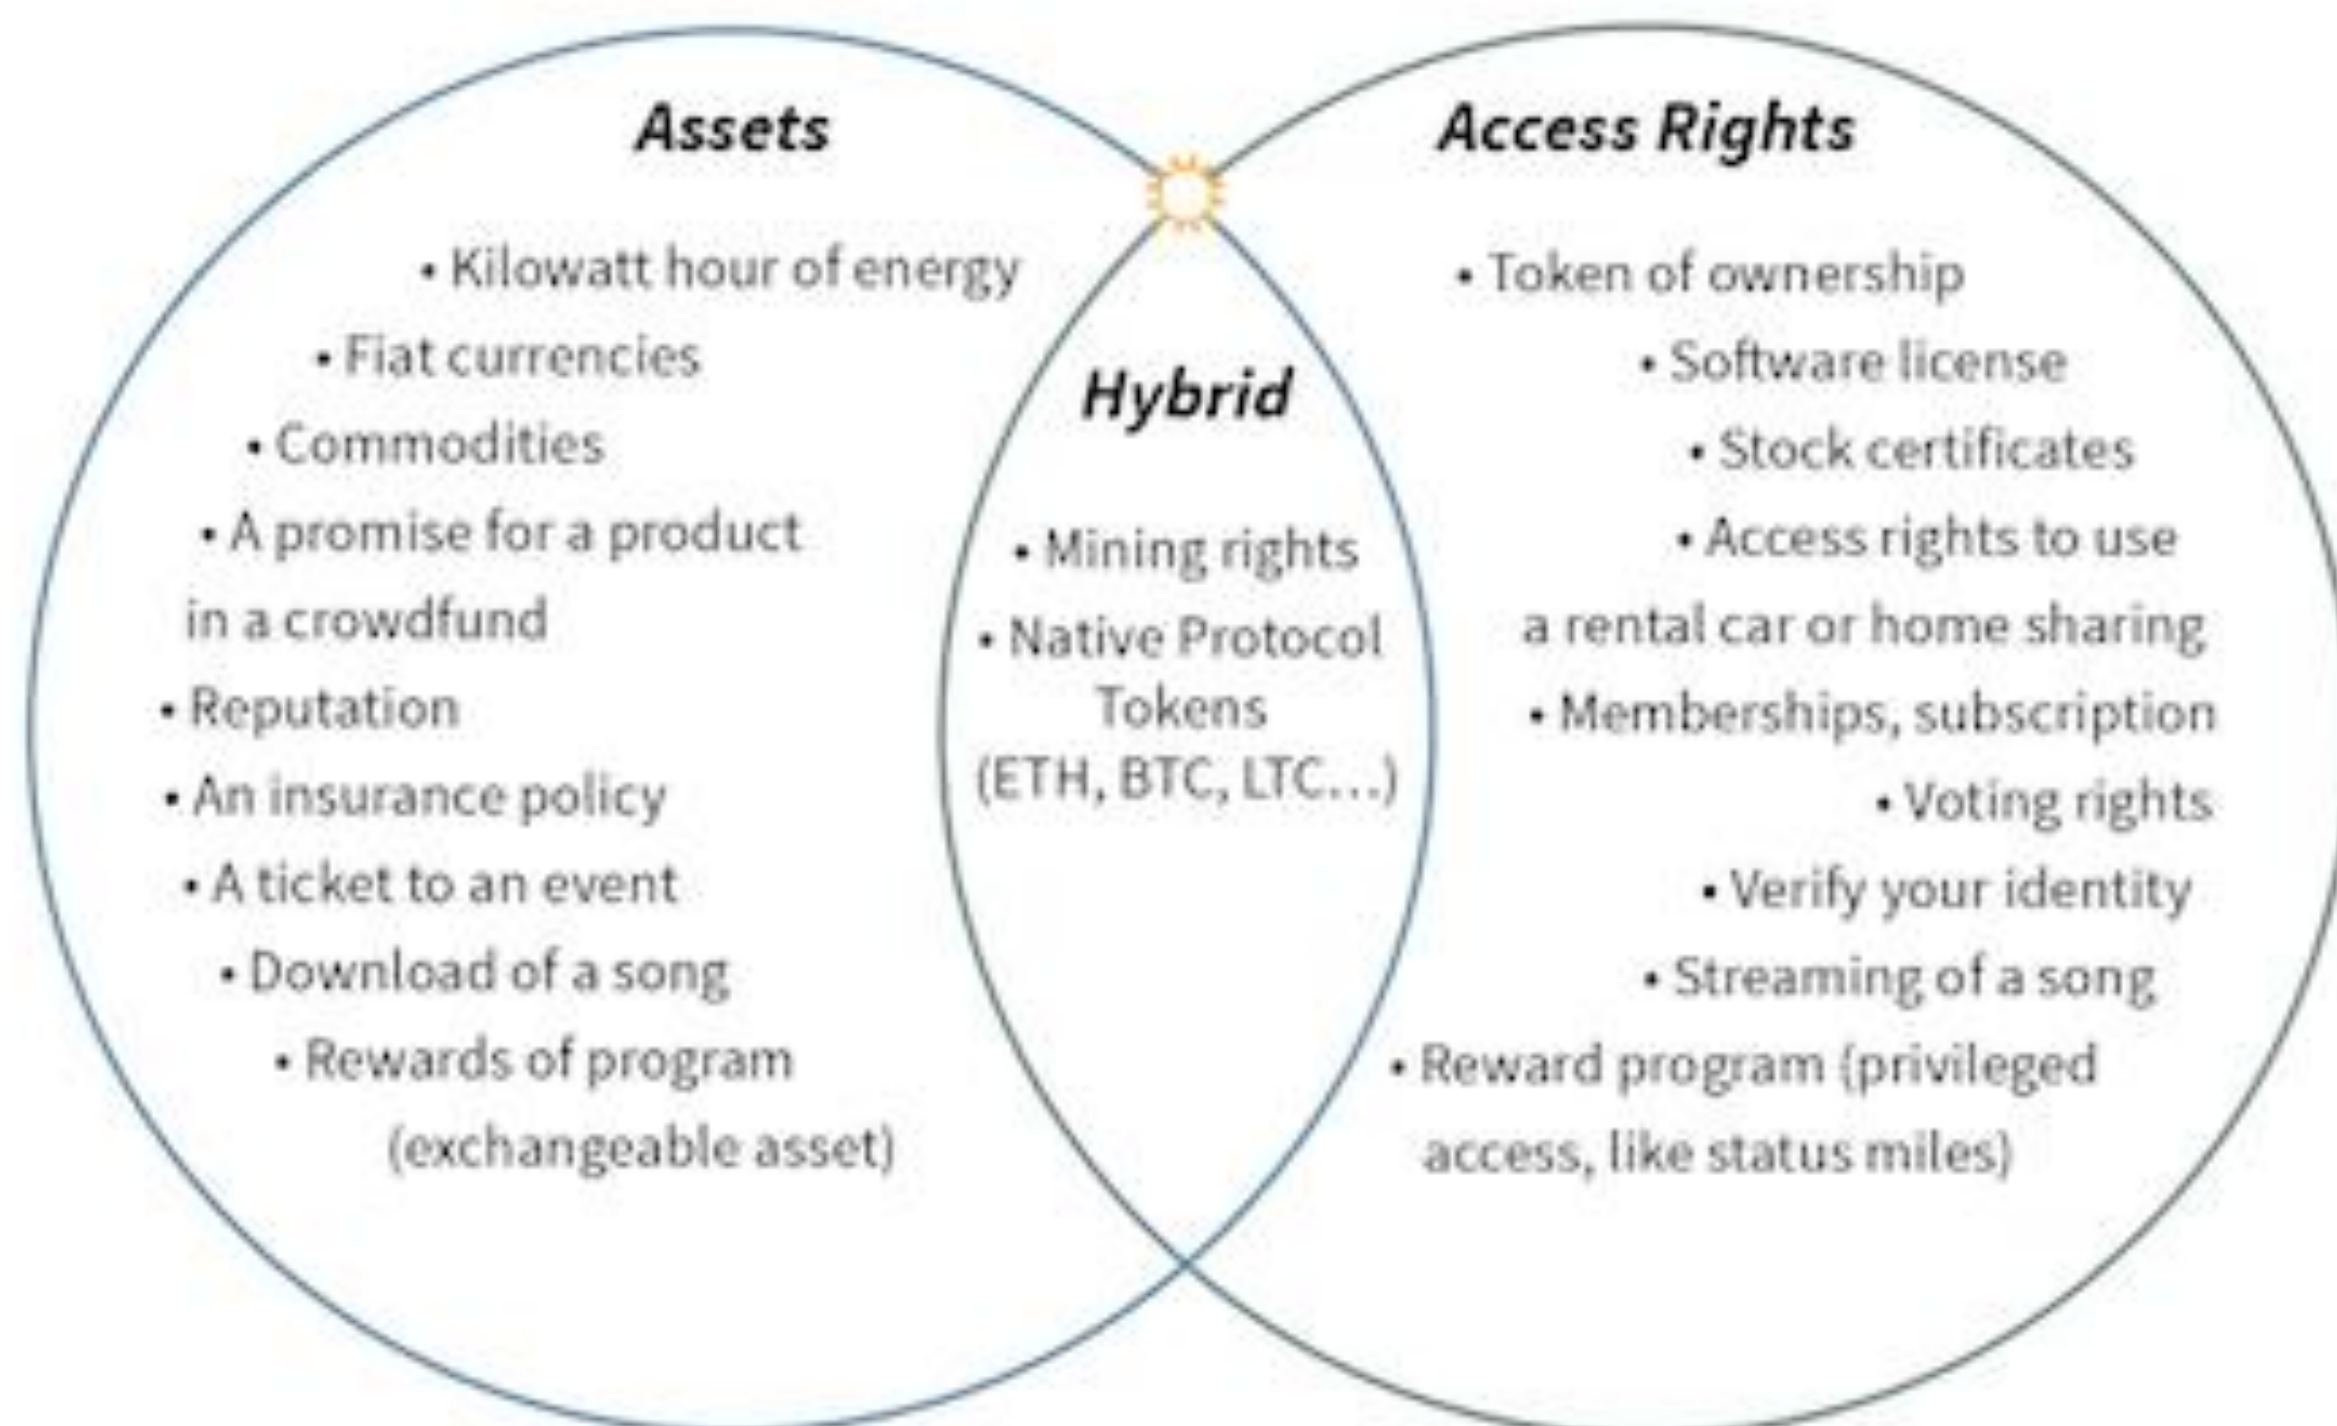 Assets
• Kilowatt hour of energy
• Fiat currencies
• Commodities
• A promise for a product
in a crowdfund
• Reputation
• An insurance policy
• A ticket to an event
• Download of a song
• Rewards of program
(exchangeable asset)
Hybrid
• Mining rights
• Native Protocol
Tokens
(ETH, BTC, LTC...)
Access Rights
• Token of ownership
• Software license
• Stock certificates
• Access rights to use
a rental car or home sharing
• Memberships, subscription
• Voting rights
• Verify your identity
• Streaming of a song
• Reward program (privileged
access, like status miles)